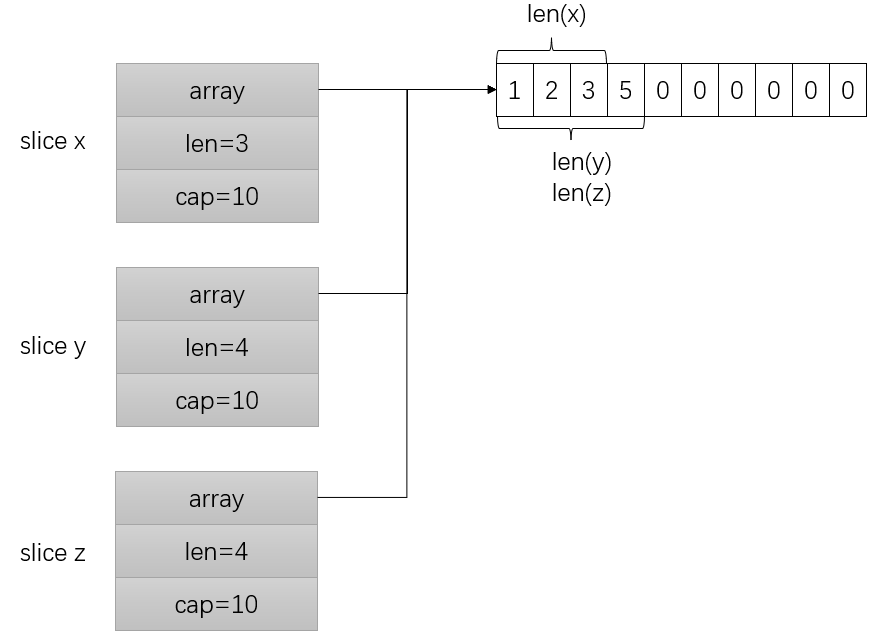 len(x)
array
1 2 3 5 0 0 0 0 0 0
slice x
len=3
cap=10
len(y)
len(z)
array
slice y
len=4
cap=10
array
slice z
len=4
cap=10